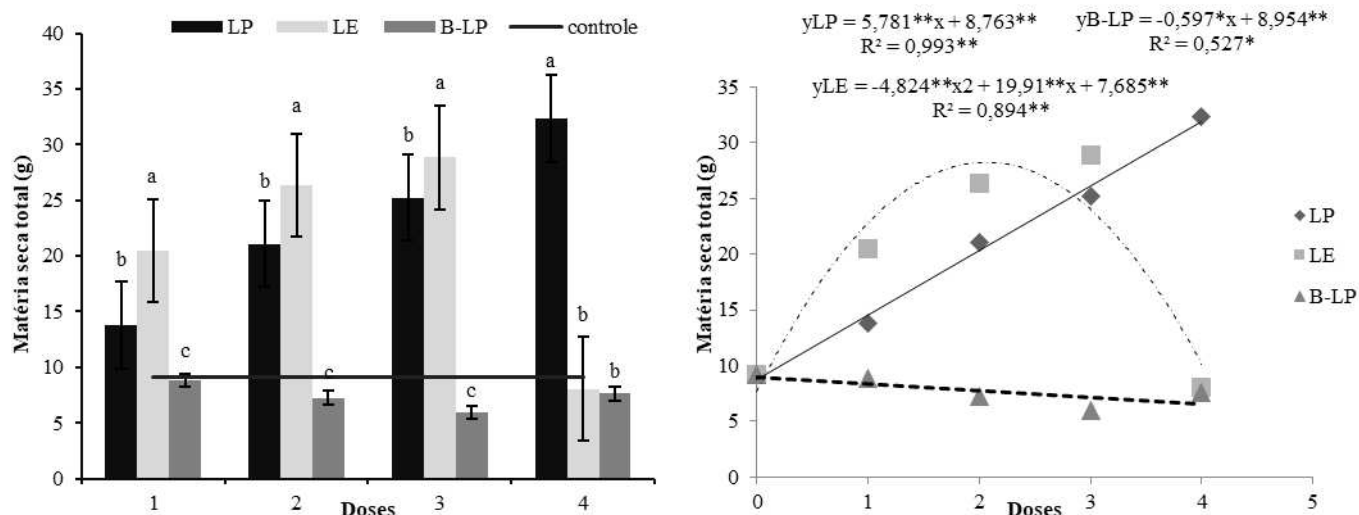 LP LE B-LP controle
Matéria seca total (g)
40
35
30
25
20
15
10
5
0
b a c
b a c
b a c
a b b
1 2 3 4
Doses
yLP = 5,781**x + 8,763**
R² = 0,993**
yB-LP = -0,597*x + 8,954**
R² = 0,527*
yLE = -4,824**x2 + 19,91**x + 7,685**
R² = 0,894**
Matéria seca total (g)
35
30
25
20
15
10
5
0
0 1 2 3 4 5
Doses
LP
LE
B-LP